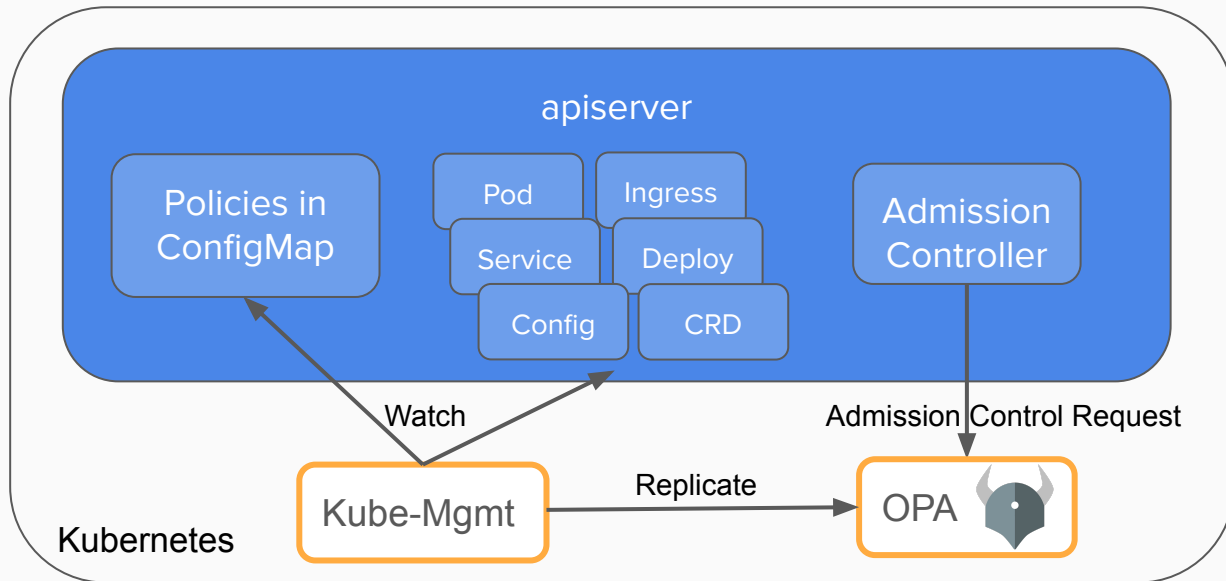 apiserver
Policies in
ConfigMap
Pod
Ingress
Service
Deploy
Config
CRD
Admission
Controller
Watch
Admission Control Request
Kube-Mgmt
Replicate
OPA
Kubernetes